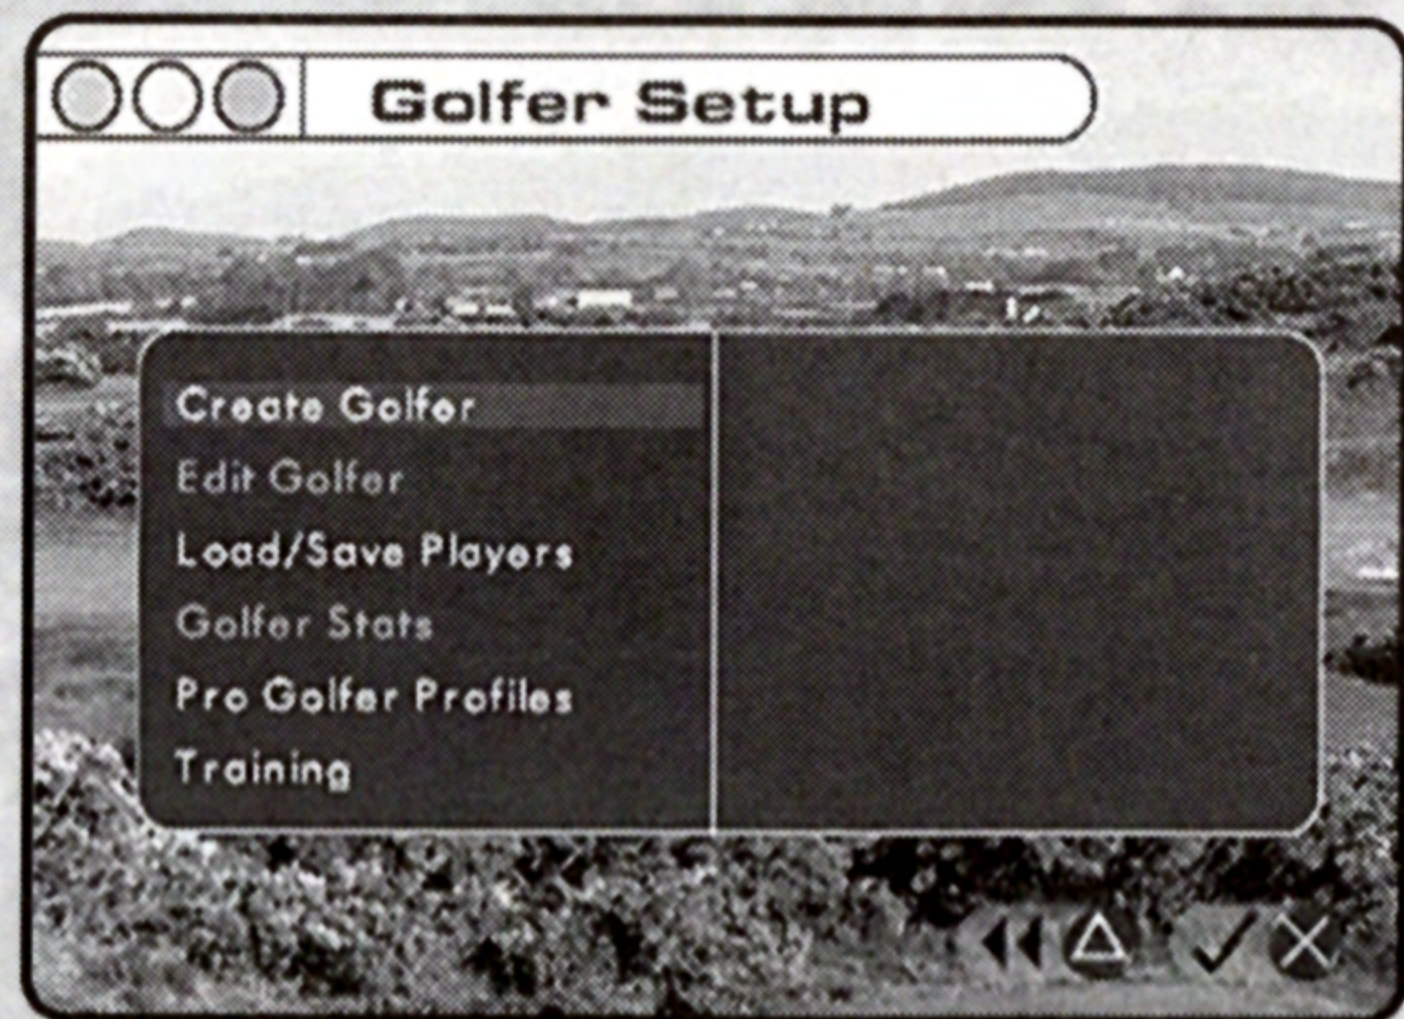 Golfer Setup
Create Golfer
Edit Golfer
Load/Save Players
Golfer Stats
Pro Golfer Profiles
Training